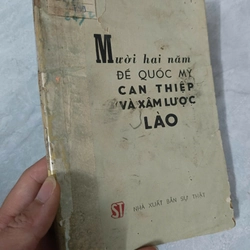 Mười hai năm
ĐẾ QUỐC MỸ
CAN THIỆP
VÀ XÂM LƯỢC
LÀO
ST
NHÀ XUẤT BẢN SỰ THẬT